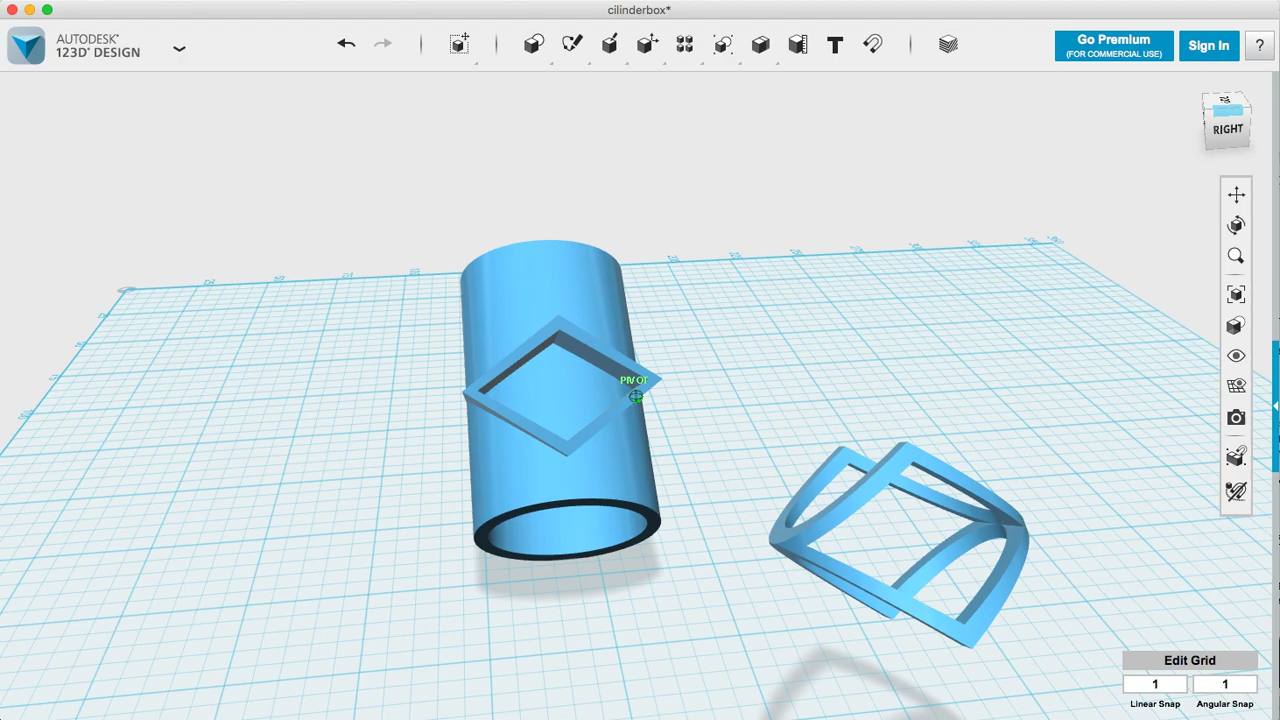 cilinderbox*
AUTODESK®
123D® DESIGN
Go Premium
(FOR COMMERCIAL USE)
Sign In
?
T
RIGHT
PIVOT
Edit Grid
1
1
Linear Snap
Angular Snap